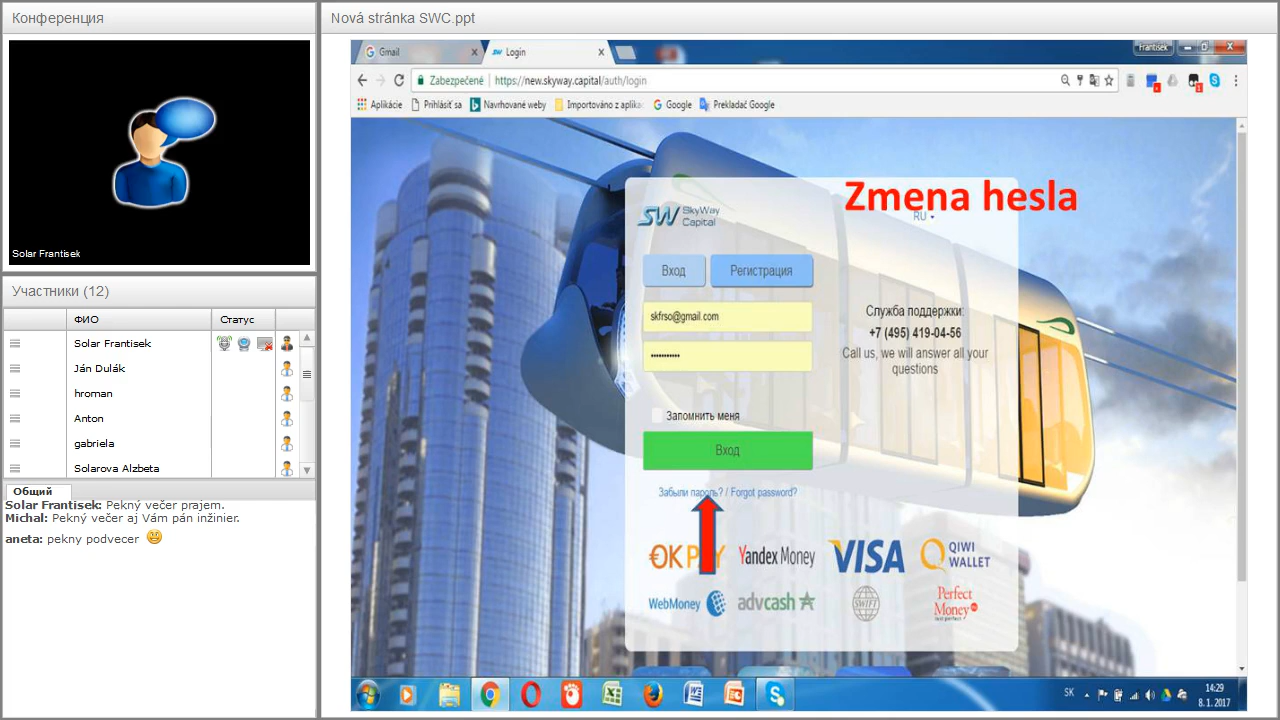 Конференция
Solar Frantisek
Участники (12)
ФИО
Статус
Solar Frantisek
Ján Dulák
hroman
Anton
gabriela
Solarova Alzbeta
Общий
Solar Frantisek: Pekný večer prajem.
Michal: Pekný večer aj Vám pán inžinier.
aneta: pekny podvecer
Nová stránka SWC.ppt
Gmail
Login
František
Zabezpečené
https://new.skyway.capital/auth/login
Aplikácie
Prihlásiť sa
Navrhované weby
Importováno z aplika
Google
Prekladač Google
Zmena hesla
SW SkyWay
Capital
RU
Вход
Регистрация
skfrso@gmail.com
Служба поддержки:
+7 (495) 419-04-56
Call us, we will answer all your
questions
Запомнить меня
Вход
Забыли пароль? / Forgot password?
Yandex Money
VISA
QIWI
WALLET
WebMoney
advcash
SWIFT
Perfect
Money
SK
14:29
8. 1. 2017